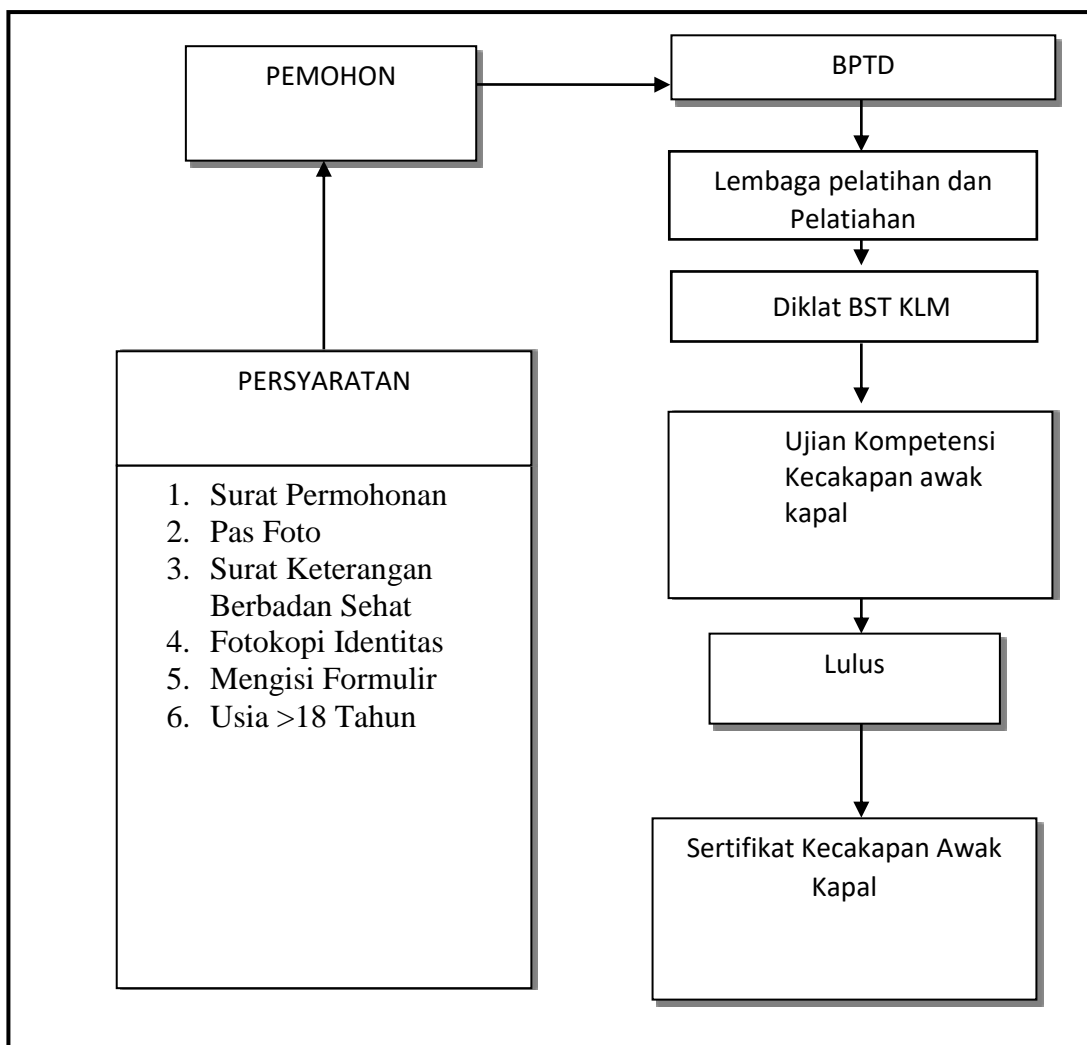 PEMOHON
BPTD
Lembaga pelatihan dan
Pelatiahan
Diklat BST KLM
PERSYARATAN
1. Surat Permohonan
2. Pas Foto
3. Surat Keterangan
Berbadan Sehat
4. Fotokopi Identitas
5. Mengisi Formulir
6. Usia >18 Tahun
Ujian Kompetensi
Kecakapan awak
kapal
Lulus
Sertifikat Kecakapan Awak
Kapal